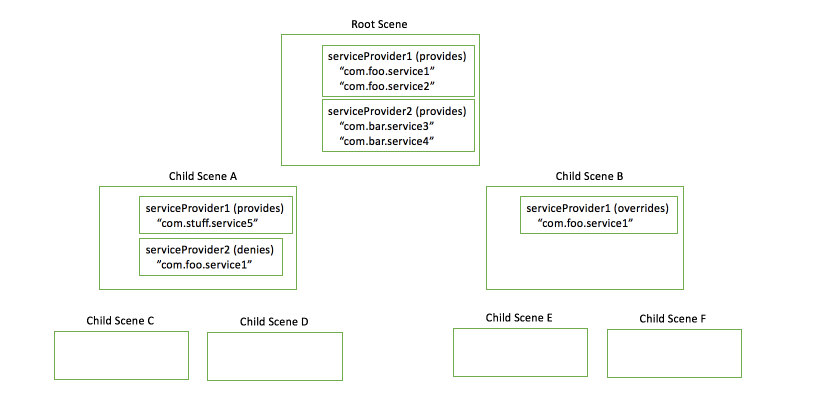 Root Scene
serviceProvider1 (provides)
“com.foo.service1”
“com.foo.service2”
serviceProvider2 (provides)
“com.bar.service3”
“com.bar.service4”
Child Scene A
serviceProvider1 (provides)
“com.stuff.service5”
serviceProvider2 (denies)
”com.foo.service1”
Child Scene B
serviceProvider1 (overrides)
“com.foo.service1”
Child Scene C
Child Scene D
Child Scene E
Child Scene F